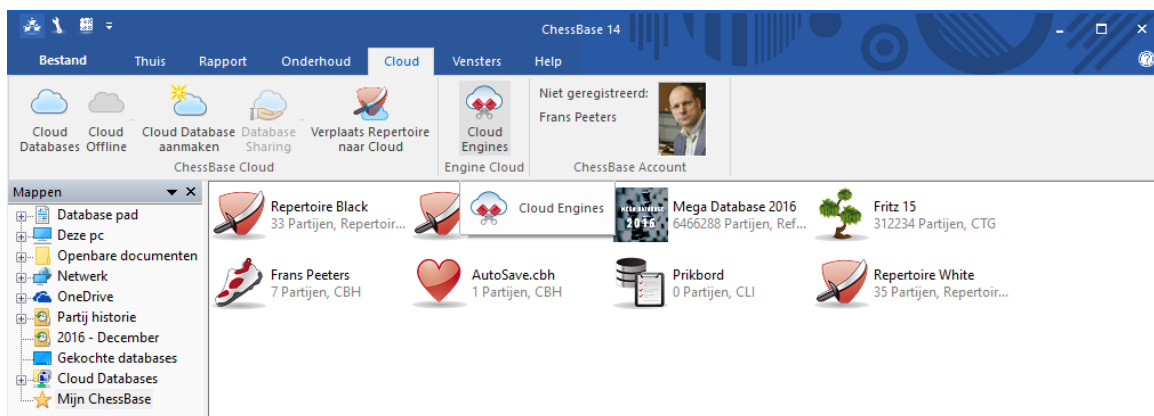 ChessBase 14
Bestand Thuis Rapport Onderhoud Cloud Vensters Help
Cloud Databases
Cloud Offline
Cloud Database aanmaken
Database Sharing
Verplaats Repertoire naar Cloud
ChessBase Cloud
Cloud Engines
Engine Cloud
Niet geregistreerd:
Frans Peeters
ChessBase Account
Mappen
Database pad
Deze pc
Openbare documenten
Netwerk
OneDrive
Partij historie
2016 - December
Gekochte databases
Cloud Databases
Mijn ChessBase
Repertoire Black
33 Partijen, Repertoir...
Cloud Engines
MEGA DATABASE
2016
Mega Database 2016
6466288 Partijen, Ref...
Fritz 15
312234 Partijen, CTG
Frans Peeters
7 Partijen, CBH
AutoSave.cbh
1 Partijen, CBH
Prikbord
0 Partijen, CLI
Repertoire White
35 Partijen, Repertoir...